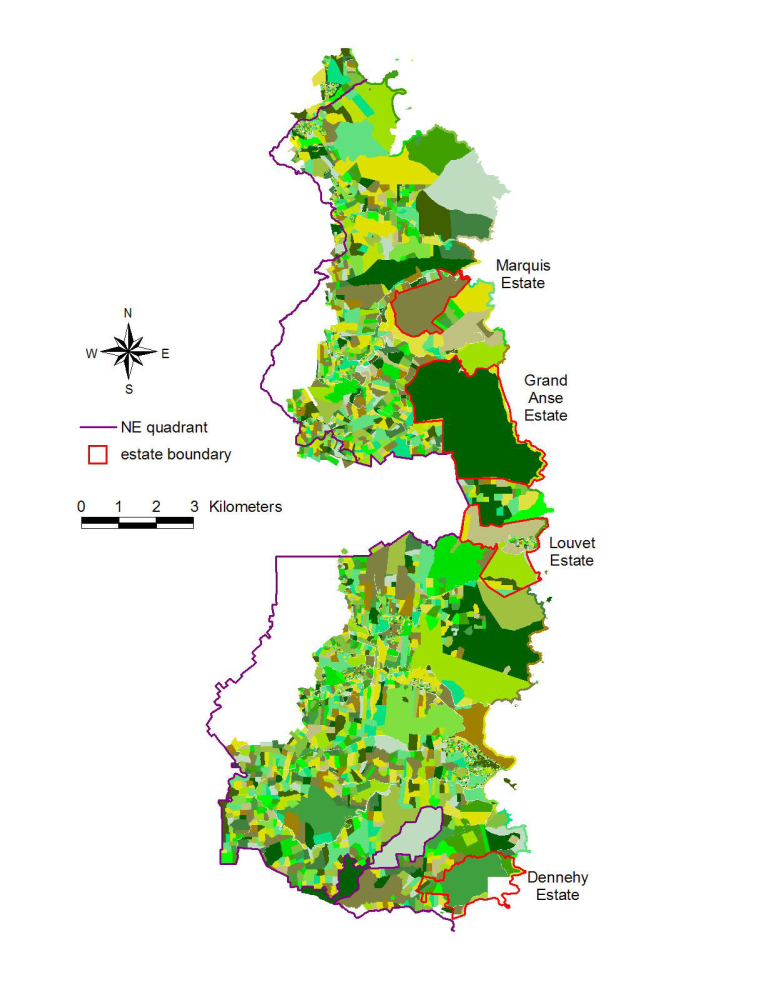 Marquis
Estate
N
W
E
S
Grand
Anse
Estate
NE quadrant
estate boundary
0 1 2 3 Kilometers
Louvet
Estate
Dennehy
Estate